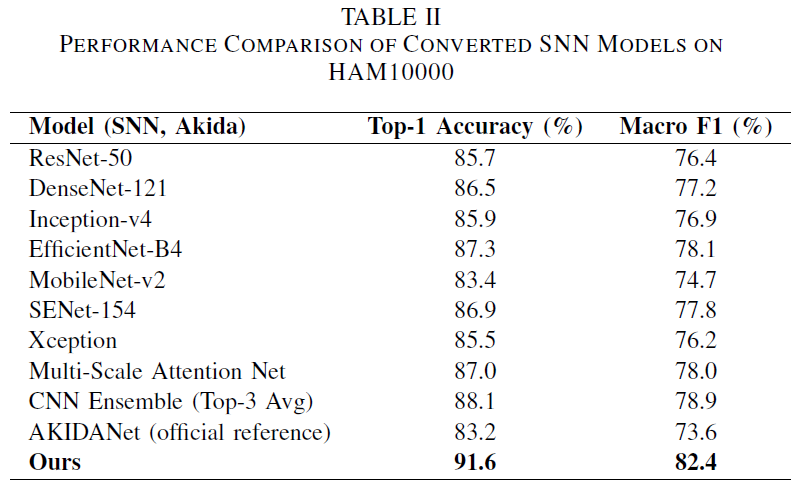 TABLE II
PERFORMANCE COMPARISON OF CONVERTED SNN MODELS ON
HAM10000
Model (SNN, Akida) Top-1 Accuracy (%) Macro F1 (%)
ResNet-50 85.7 76.4
DenseNet-121 86.5 77.2
Inception-v4 85.9 76.9
EfficientNet-B4 87.3 78.1
MobileNet-v2 83.4 74.7
SENet-154 86.9 77.8
Xception 85.5 76.2
Multi-Scale Attention Net 87.0 78.0
CNN Ensemble (Top-3 Avg) 88.1 78.9
AKIDANet (official reference) 83.2 73.6
Ours 91.6 82.4